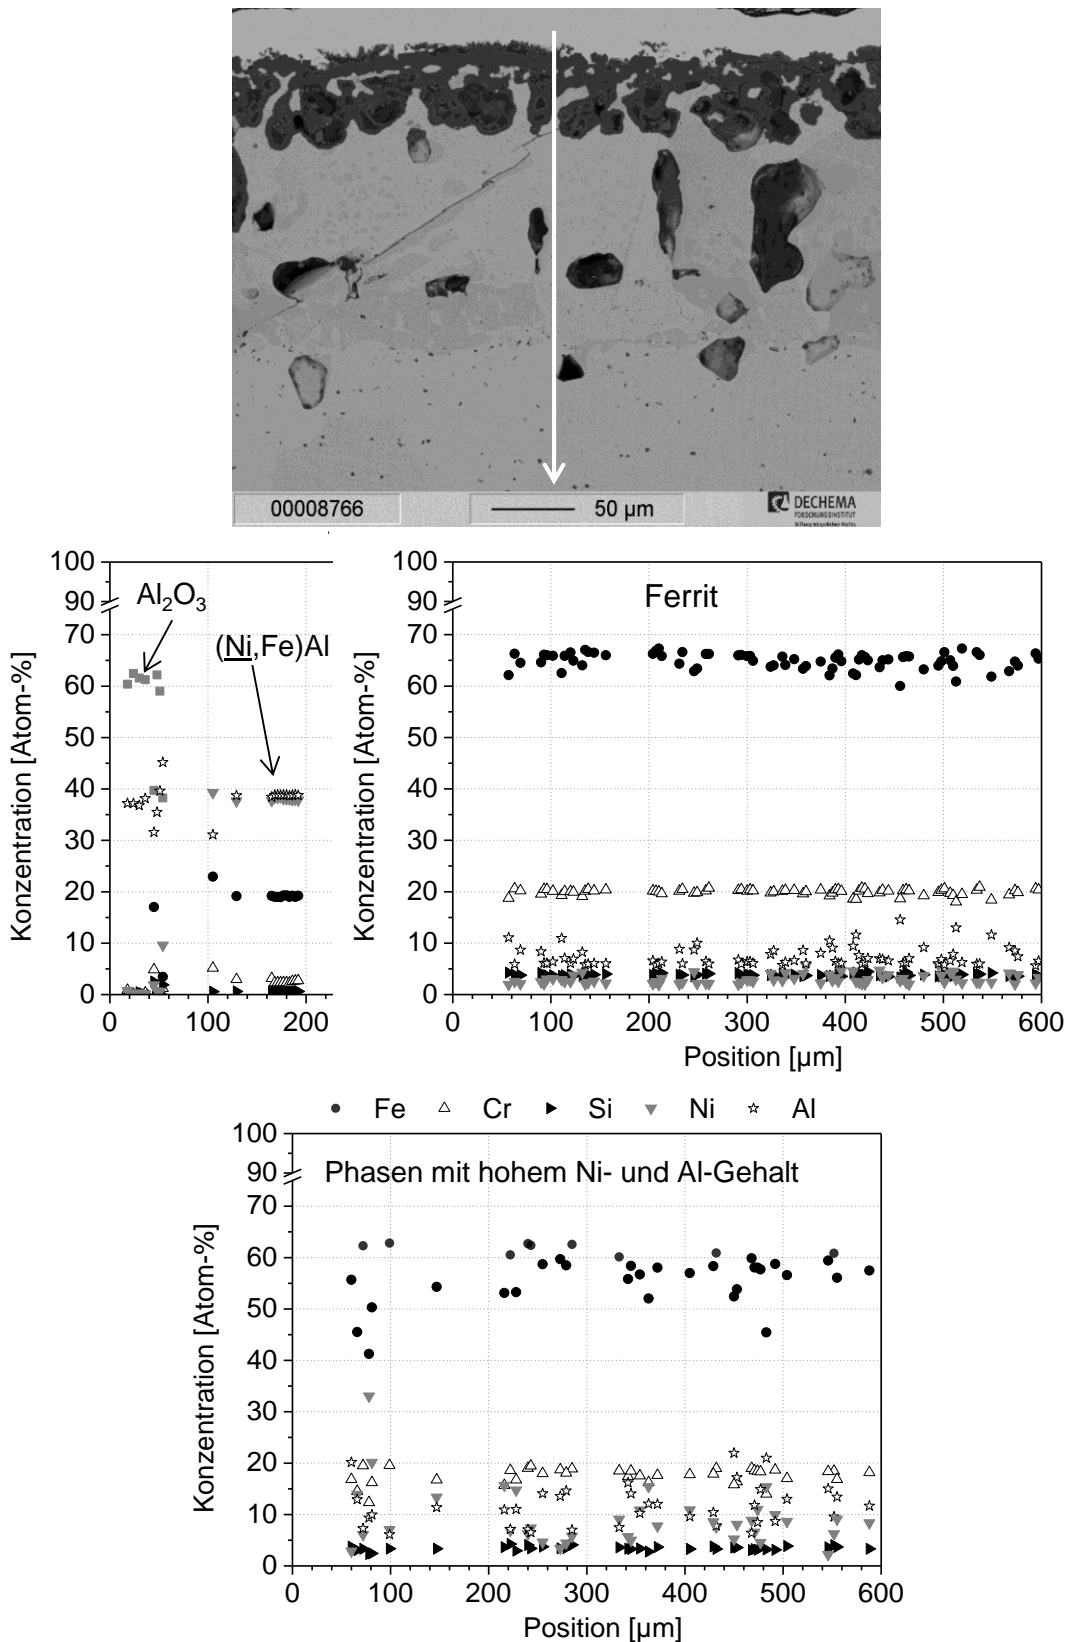 00008766
50 µm
DECHEMA
FORSCHUNGSINSTITUT
Stiftung bürgerlichen Rechts
Konzentration [Atom-%]
100
90
70
60
50
40
30
20
10
0
Al2O3
(Ni,Fe)Al
0 100 200
Konzentration [Atom-%]
100
90
70
60
50
40
30
20
10
0
Ferrit
0 100 200 300 400 500 600
Position [µm]
Fe Cr Si Ni Al
Konzentration [Atom-%]
100
90
70
60
50
40
30
20
10
0
Phasen mit hohem Ni- und Al-Gehalt
0 100 200 300 400 500 600
Position [µm]